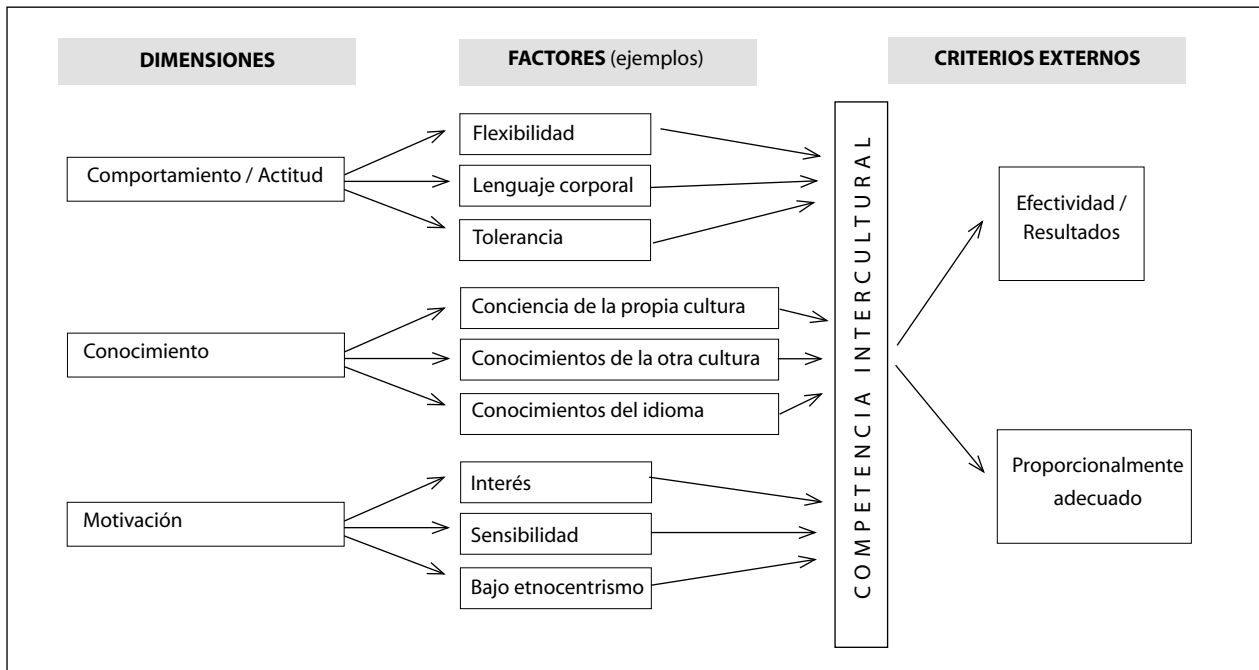 DIMENSIONES
FACTORES (ejemplos)
CRITERIOS EXTERNOS
Comportamiento / Actitud
Flexibilidad
Lenguaje corporal
Tolerancia
Conocimiento
Conciencia de la propia cultura
Conocimientos de la otra cultura
Conocimientos del idioma
Motivación
Interés
Sensibilidad
Bajo etnocentrismo
COMPETENCIA INTERCULTURAL
Efectividad /
Resultados
Proporcionalmente
adecuado